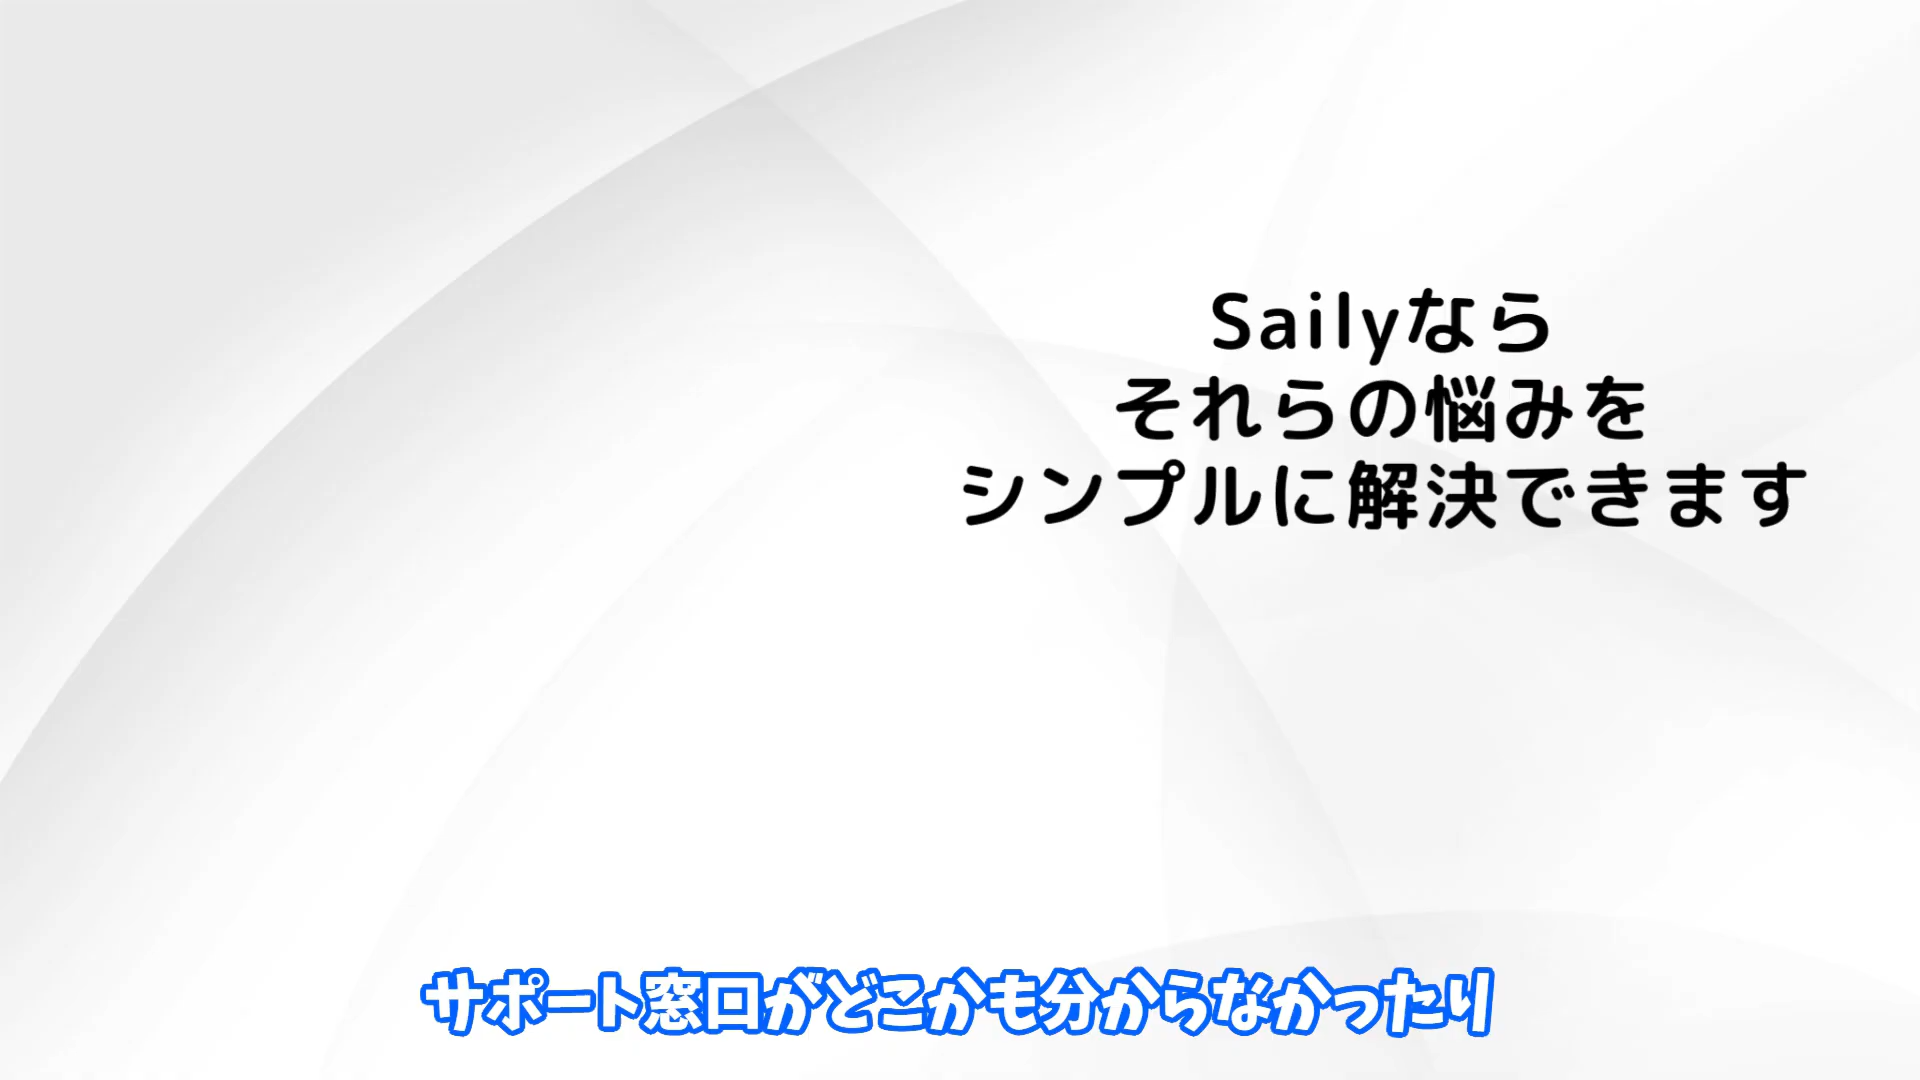 Sailyなら
それらの悩みを
シンプルに解決できます
サポート窓口がどこかも分からなかったり